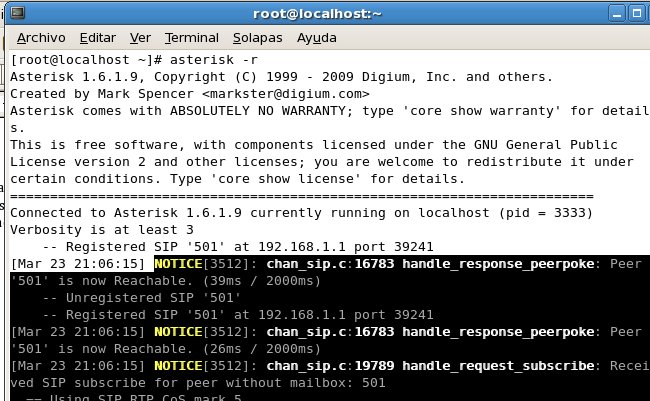 root@localhost:~
Archivo Editar Ver Terminal Solapas Ayuda
[root@localhost ~]# asterisk -r
Asterisk 1.6.1.9, Copyright (C) 1999 - 2009 Digium, Inc. and others.
Created by Mark Spencer <markster@digium.com>
Asterisk comes with ABSOLUTELY NO WARRANTY; type 'core show warranty' for detail
s.
This is free software, with components licensed under the GNU General Public
License version 2 and other licenses; you are welcome to redistribute it under
certain conditions. Type 'core show license' for details.
=========================================================================
Connected to Asterisk 1.6.1.9 currently running on localhost (pid = 3333)
Verbosity is at least 3
    -- Registered SIP '501' at 192.168.1.1 port 39241
[Mar 23 21:06:15] NOTICE[3512]: chan_sip.c:16783 handle_response_peerpoke: Peer
'501' is now Reachable. (39ms / 2000ms)
    -- Unregistered SIP '501'
    -- Registered SIP '501' at 192.168.1.1 port 39241
[Mar 23 21:06:15] NOTICE[3512]: chan_sip.c:16783 handle_response_peerpoke: Peer
'501' is now Reachable. (26ms / 2000ms)
[Mar 23 21:06:15] NOTICE[3512]: chan_sip.c:19789 handle_request_subscribe: Recei
ved SIP subscribe for peer without mailbox: 501
  == Using SIP RTP CoS mark 5